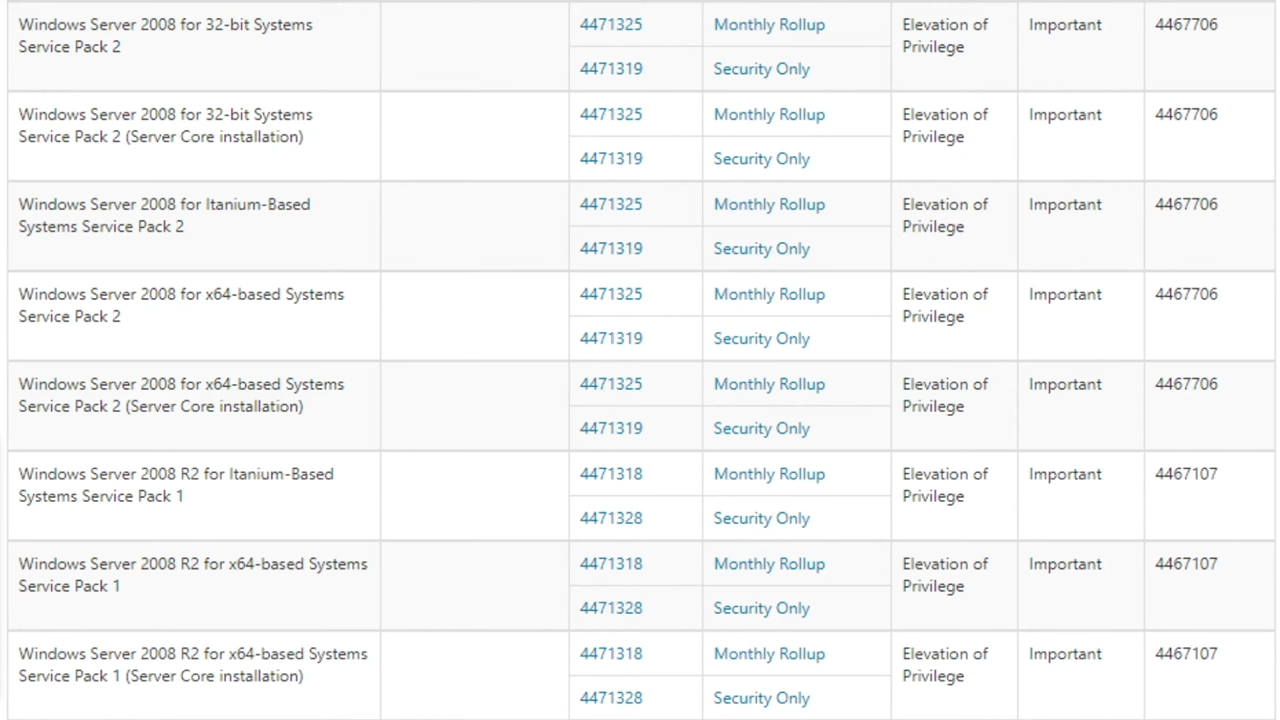 Windows Server 2008 for 32-bit Systems 4471325 Monthly Rollup Elevation of Important 4467706
Service Pack 2 Privilege
4471319 Security Only
Windows Server 2008 for 32-bit Systems 4471325 Monthly Rollup Elevation of Important 4467706
Service Pack 2 (Server Core installation) Privilege
4471319 Security Only
Windows Server 2008 for Itanium-Based 4471325 Monthly Rollup Elevation of Important 4467706
Systems Service Pack 2 Privilege
4471319 Security Only
Windows Server 2008 for x64-based Systems 4471325 Monthly Rollup Elevation of Important 4467706
Service Pack 2 Privilege
4471319 Security Only
Windows Server 2008 for x64-based Systems 4471325 Monthly Rollup Elevation of Important 4467706
Service Pack 2 (Server Core installation) Privilege
4471319 Security Only
Windows Server 2008 R2 for Itanium-Based 4471318 Monthly Rollup Elevation of Important 4467107
Systems Service Pack 1 Privilege
4471328 Security Only
Windows Server 2008 R2 for x64-based Systems 4471318 Monthly Rollup Elevation of Important 4467107
Service Pack 1 Privilege
4471328 Security Only
Windows Server 2008 R2 for x64-based Systems 4471318 Monthly Rollup Elevation of Important 4467107
Service Pack 1 (Server Core installation) Privilege
4471328 Security Only